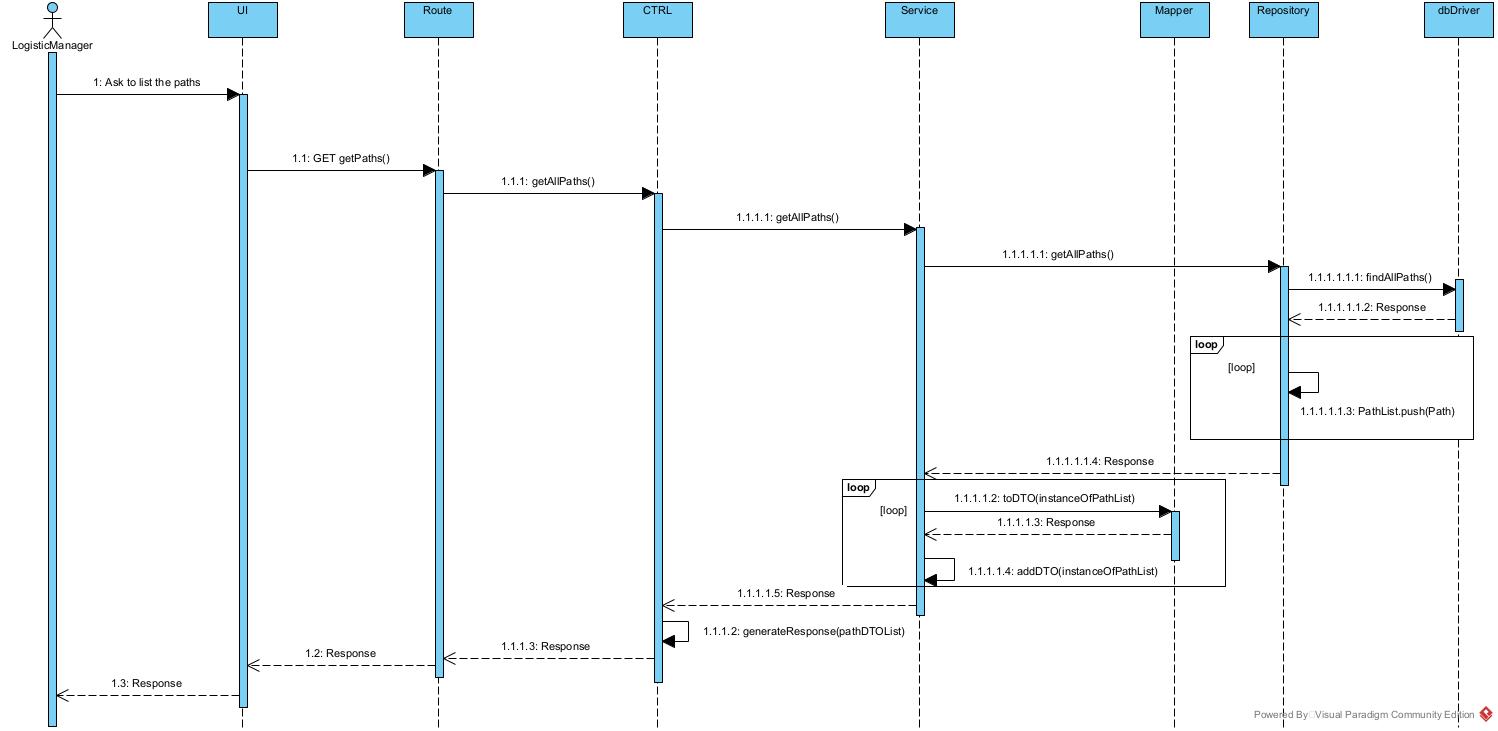 UI
Route
CTRL
Service
Mapper
Repository
dbDriver
LogisticManager
1: Ask to list the paths
1.1: GET getPaths()
1.1.1: getAllPaths()
1.1.1.1: getAllPaths()
1.1.1.1.1: getAllPaths()
1.1.1.1.1.1: findAllPaths()
1.1.1.1.1.2: Response
loop
[loop]
1.1.1.1.1.3: PathList.push(Path)
1.1.1.1.1.4: Response
loop
[loop]
1.1.1.1.2: toDTO(instanceOfPathList)
1.1.1.1.3: Response
1.1.1.1.4: addDTO(instanceOfPathList)
1.1.1.1.5: Response
1.1.1.2: generateResponse(pathDTOList)
1.1.1.3: Response
1.2: Response
1.3: Response
Powered By Visual Paradigm Community Edition